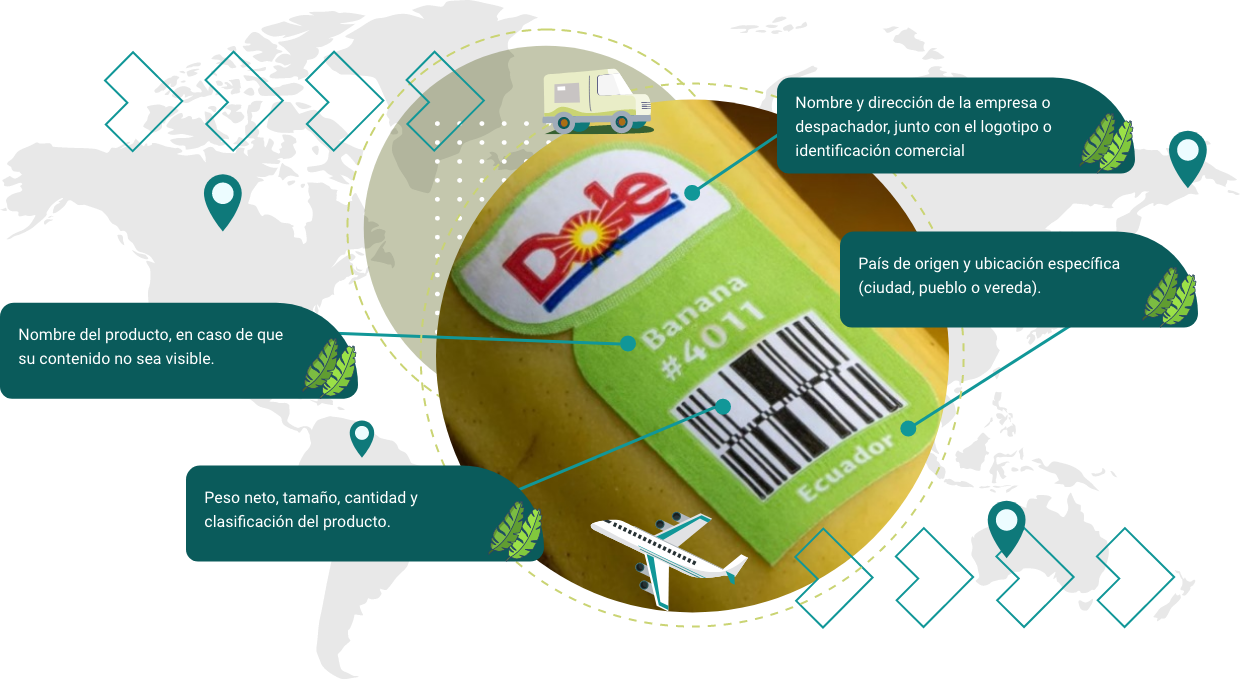 Nombre y dirección de la empresa o
despachador, junto con el logotipo o
identificación comercial
País de origen y ubicación específica
(ciudad, pueblo o vereda).
Nombre del producto, en caso de que
su contenido no sea visible.
Peso neto, tamaño, cantidad y
clasificación del producto.
Dole
Banana
#4011
Ecuador